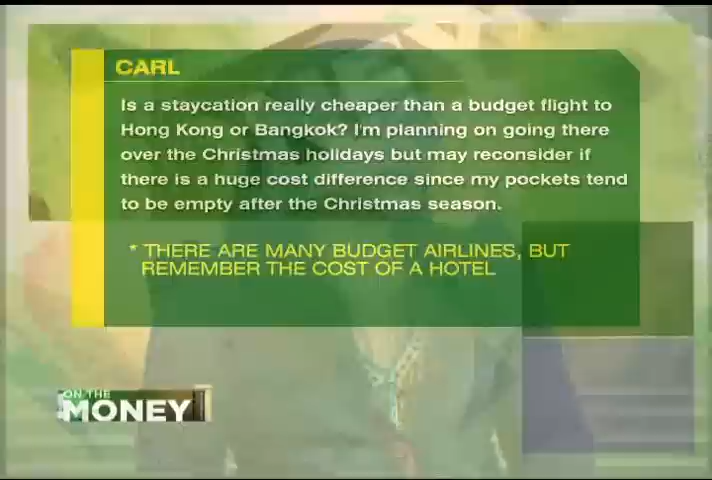 CARL
Is a staycation really cheaper than a budget flight to
Hong Kong or Bangkok? I'm planning on going there
over the Christmas holidays but may reconsider if
there is a huge cost difference since my pockets tend
to be empty after the Christmas season.
* THERE ARE MANY BUDGET AIRLINES, BUT
REMEMBER THE COST OF A HOTEL
ON THE
MONEY